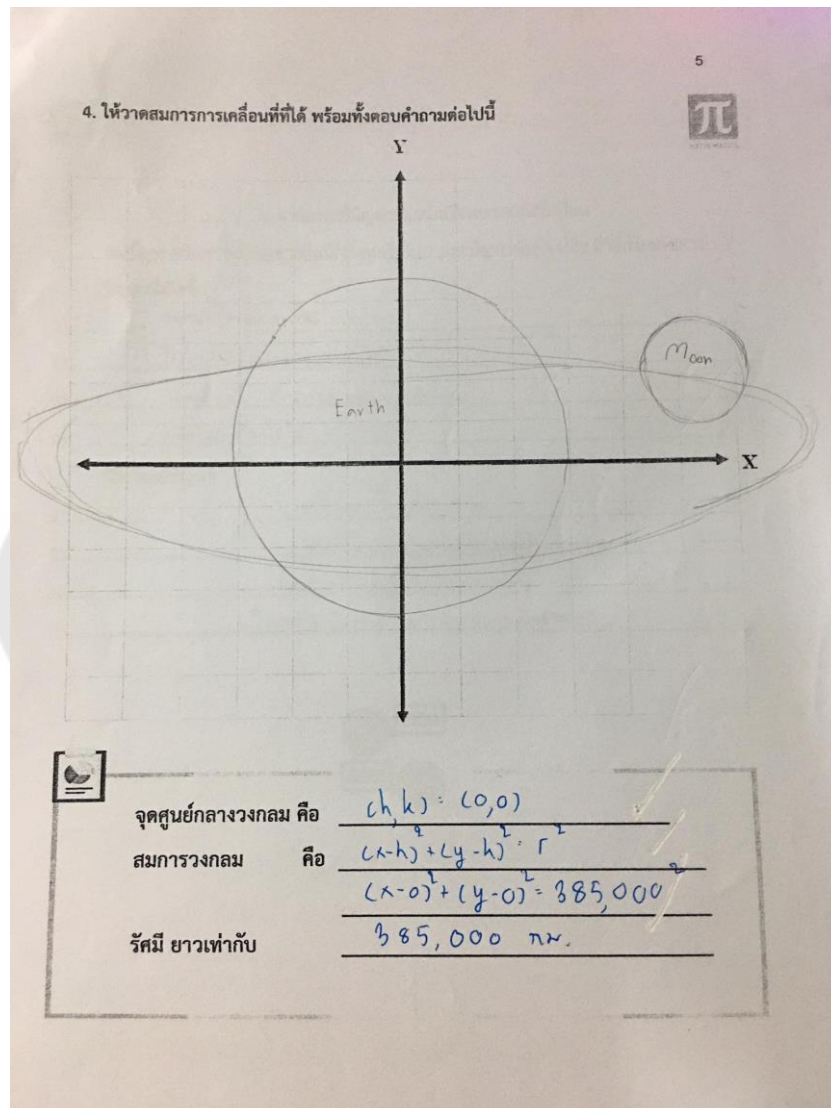 5
4. ให้วาดสมการการเคลื่อนที่ที่ได้ พร้อมทั้งตอบคำถามต่อไปนี้
π
Y
Moon
Earth
X
จุดศูนย์กลางวงกลม คือ (h,k) = (0,0)
สมการวงกลม คือ (x-h)² + (y-k)² = r²
(x-0)² + (y-0)² = 385,000²
รัศมี ยาวเท่ากับ 385,000 กม.